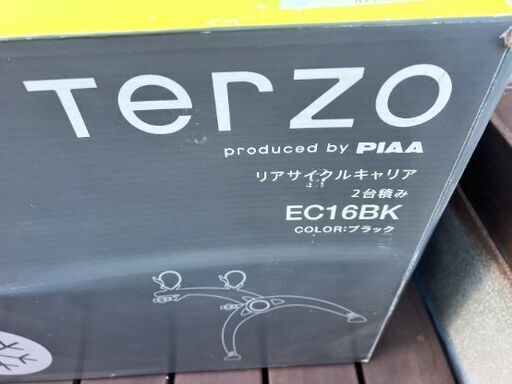 Terzo
produced by PIAA
リアサイクルキャリア
2台積み
EC16BK
COLOR:ブラック